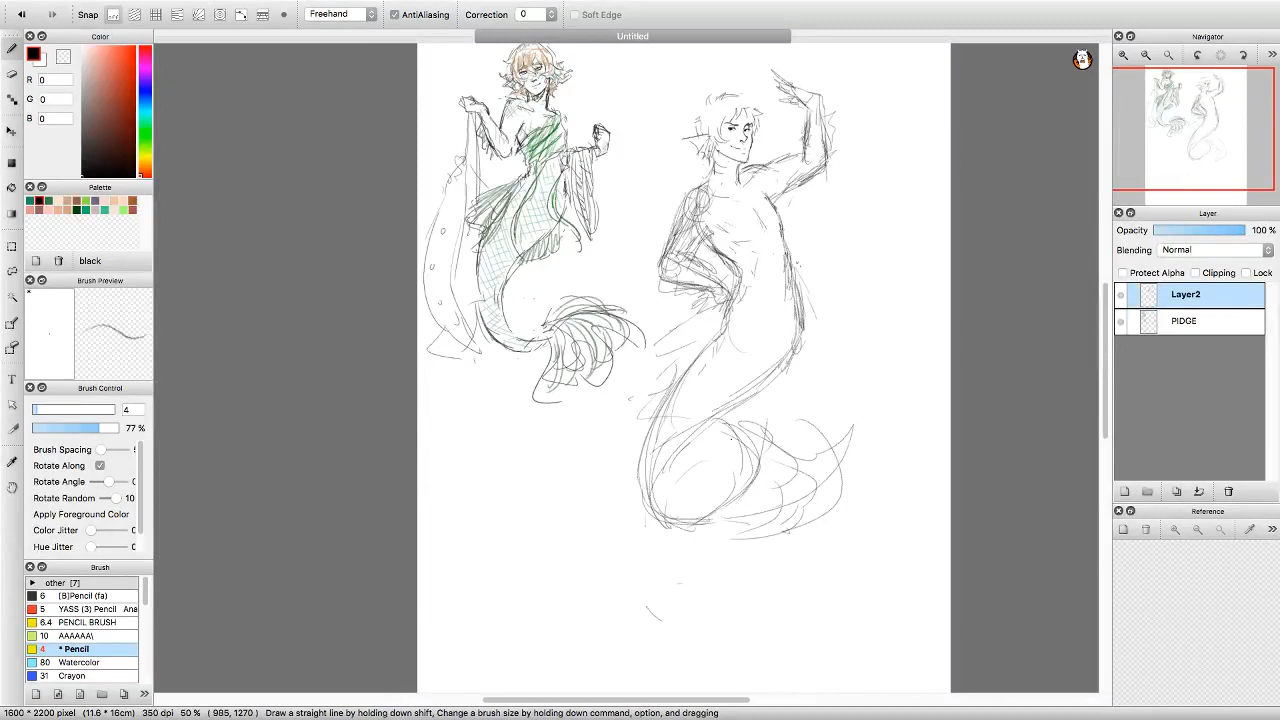 Snap
Freehand
AntiAliasing
Correction 0
Soft Edge
Untitled
Color
R 0
G 0
B 0
Palette
black
Brush Preview
Brush Control
4
77 %
Brush Spacing
Rotate Along
Rotate Angle
Rotate Random 10
Apply Foreground Color
Color Jitter
Hue Jitter
Brush
other [7]
6 (B)Pencil (fa)
5 YASS (3) Pencil Ana
6.4 PENCIL BRUSH
10 AAAAAA\
4 * Pencil
80 Watercolor
31 Crayon
Navigator
Layer
Opacity 100 %
Blending Normal
Protect Alpha Clipping Lock
Layer2
PIDGE
Reference
1600 * 2200 pixel (11.6 * 16cm) 350 dpi 50 % ( 985, 1270 ) Draw a straight line by holding down shift, Change a brush size by holding down command, option, and dragging